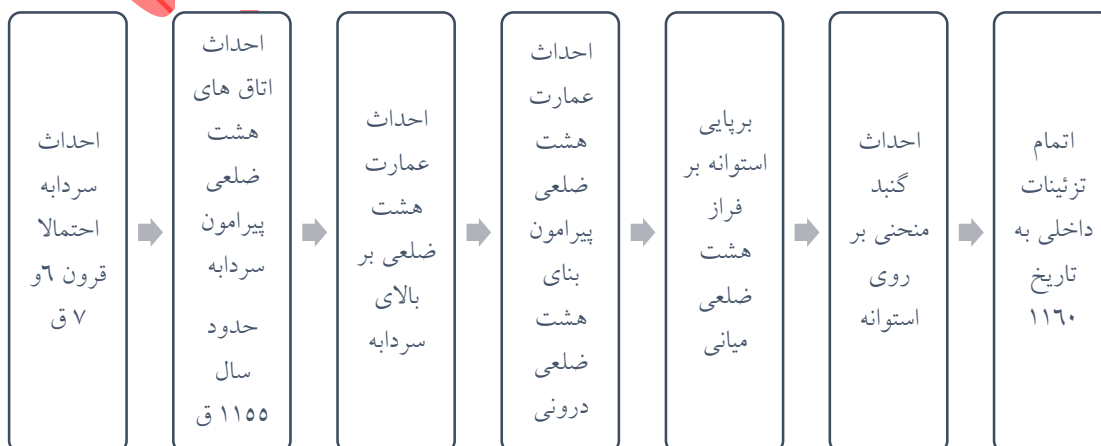 احداث
سردابه
احتمالا
قرون ٦و
٧ ق
احداث
اتاق های
هشت
ضلعی
پیرامون
سردابه
حدود
سال
١١٥٥ ق
احداث
عمارت
هشت
ضلعی بر
بالای
سردابه
احداث
عمارت
هشت
ضلعی
پیرامون
بنای
هشت
ضلعی
درونی
برپایی
استوانه بر
فراز
هشت
ضلعی
میانی
احداث
گنبد
منحنی بر
روی
استوانه
اتمام
تزئینات
داخلی به
تاریخ
١١٦٠